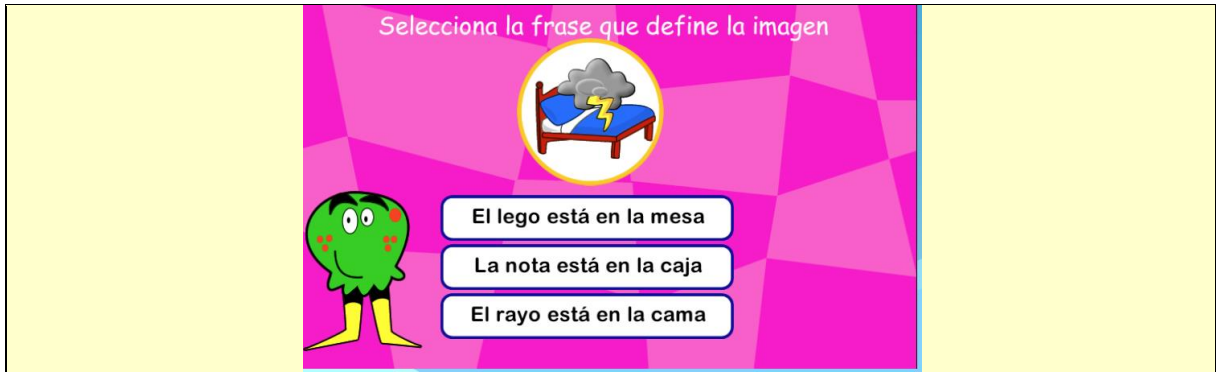 Selecciona la frase que define la imagen
El lego está en la mesa
La nota está en la caja
El rayo está en la cama